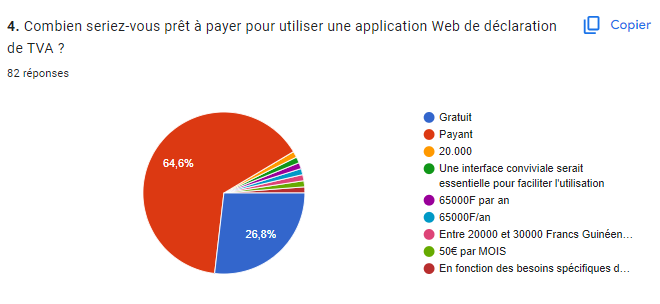 4. Combien seriez-vous prêt à payer pour utiliser une application Web de déclaration
de TVA ?
Copier
82 réponses
64,6%
26,8%
Gratuit
Payant
20.000
Une interface conviviale serait
essentielle pour faciliter l'utilisation
65000F par an
65000F/an
Entre 20000 et 30000 Francs Guinéen…
50€ par MOIS
En fonction des besoins spécifiques d…